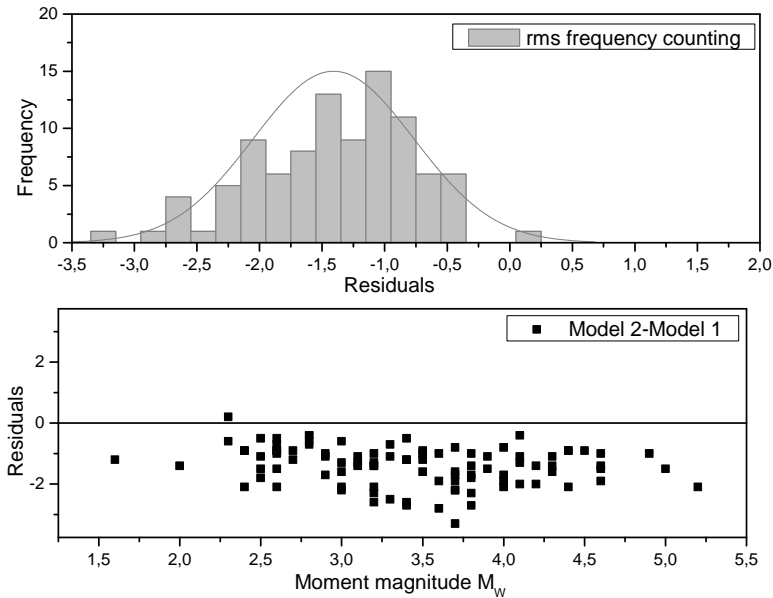 20
15
10
5
0
Frequency
rms frequency counting
-3,5 -3,0 -2,5 -2,0 -1,5 -1,0 -0,5 0,0 0,5 1,0 1,5 2,0
Residuals
2
0
-2
Residuals
Model 2-Model 1
1,5 2,0 2,5 3,0 3,5 4,0 4,5 5,0 5,5
Moment magnitude M_W